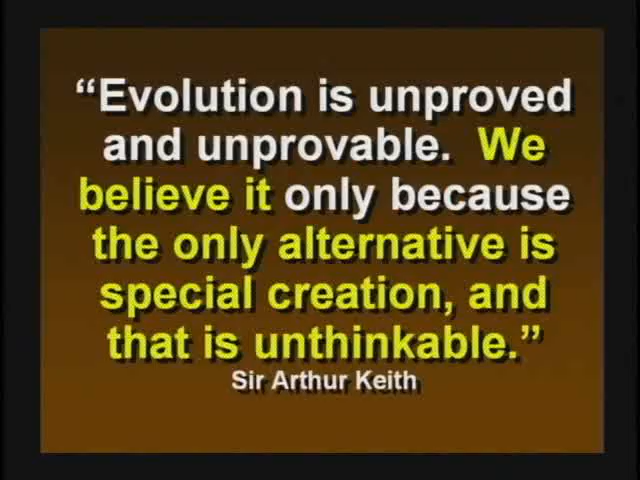 “Evolution is unproved
and unprovable. We
believe it only because
the only alternative is
special creation, and
that is unthinkable.”
Sir Arthur Keith